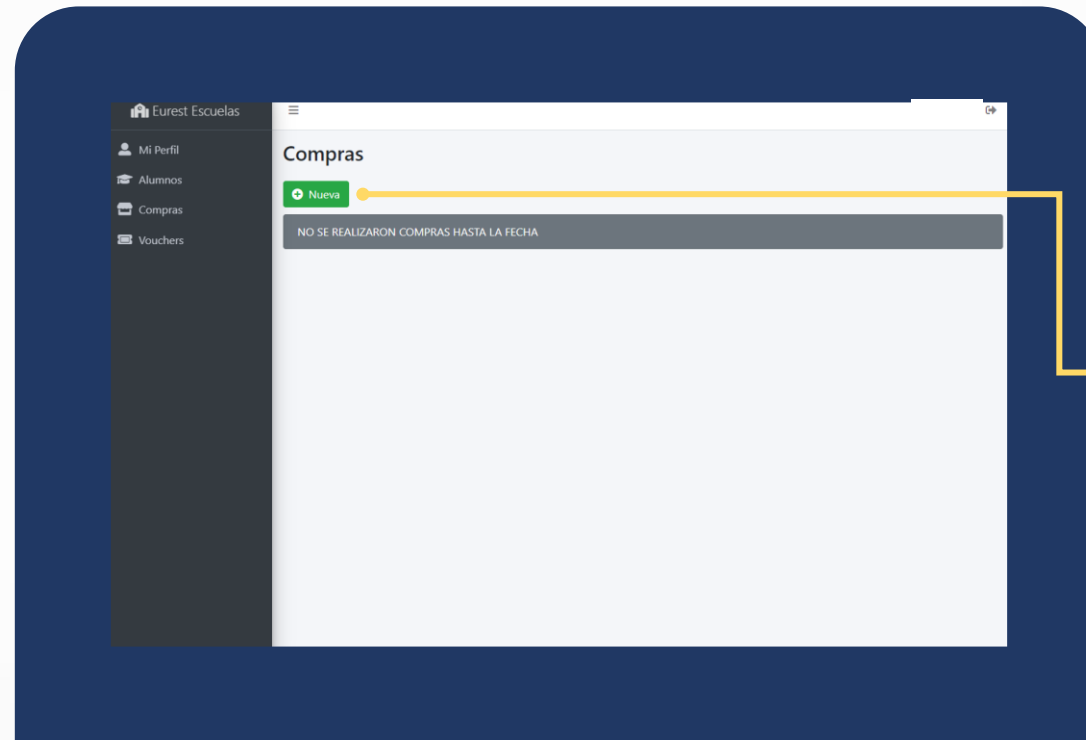 Eurest Escuelas
Mi Perfil
Alumnos
Compras
Vouchers
Compras
Nueva
NO SE REALIZARON COMPRAS HASTA LA FECHA